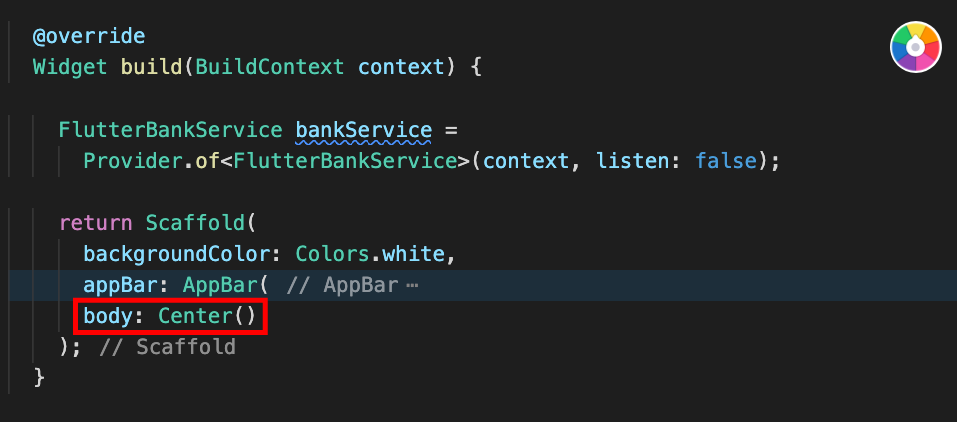 @override
Widget build(BuildContext context) {
FlutterBankService bankService =
Provider.of<FlutterBankService>(context, listen: false);
return Scaffold(
backgroundColor: Colors.white,
appBar: AppBar( // AppBar ⋯
body: Center()
); // Scaffold
}